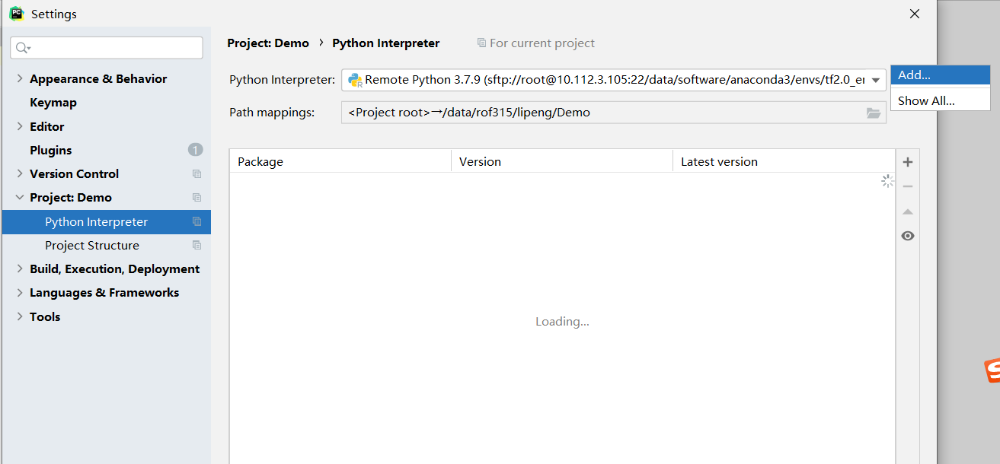 Settings
Project: Demo › Python Interpreter For current project
Appearance & Behavior
Keymap
Editor
Plugins 1
Version Control
Project: Demo
Python Interpreter
Project Structure
Build, Execution, Deployment
Languages & Frameworks
Tools
Python Interpreter: Remote Python 3.7.9 (sftp://root@10.112.3.105:22/data/software/anaconda3/envs/tf2.0_er
Add...
Show All...
Path mappings: <Project root>→/data/rof315/lipeng/Demo
Package Version Latest version
Loading...